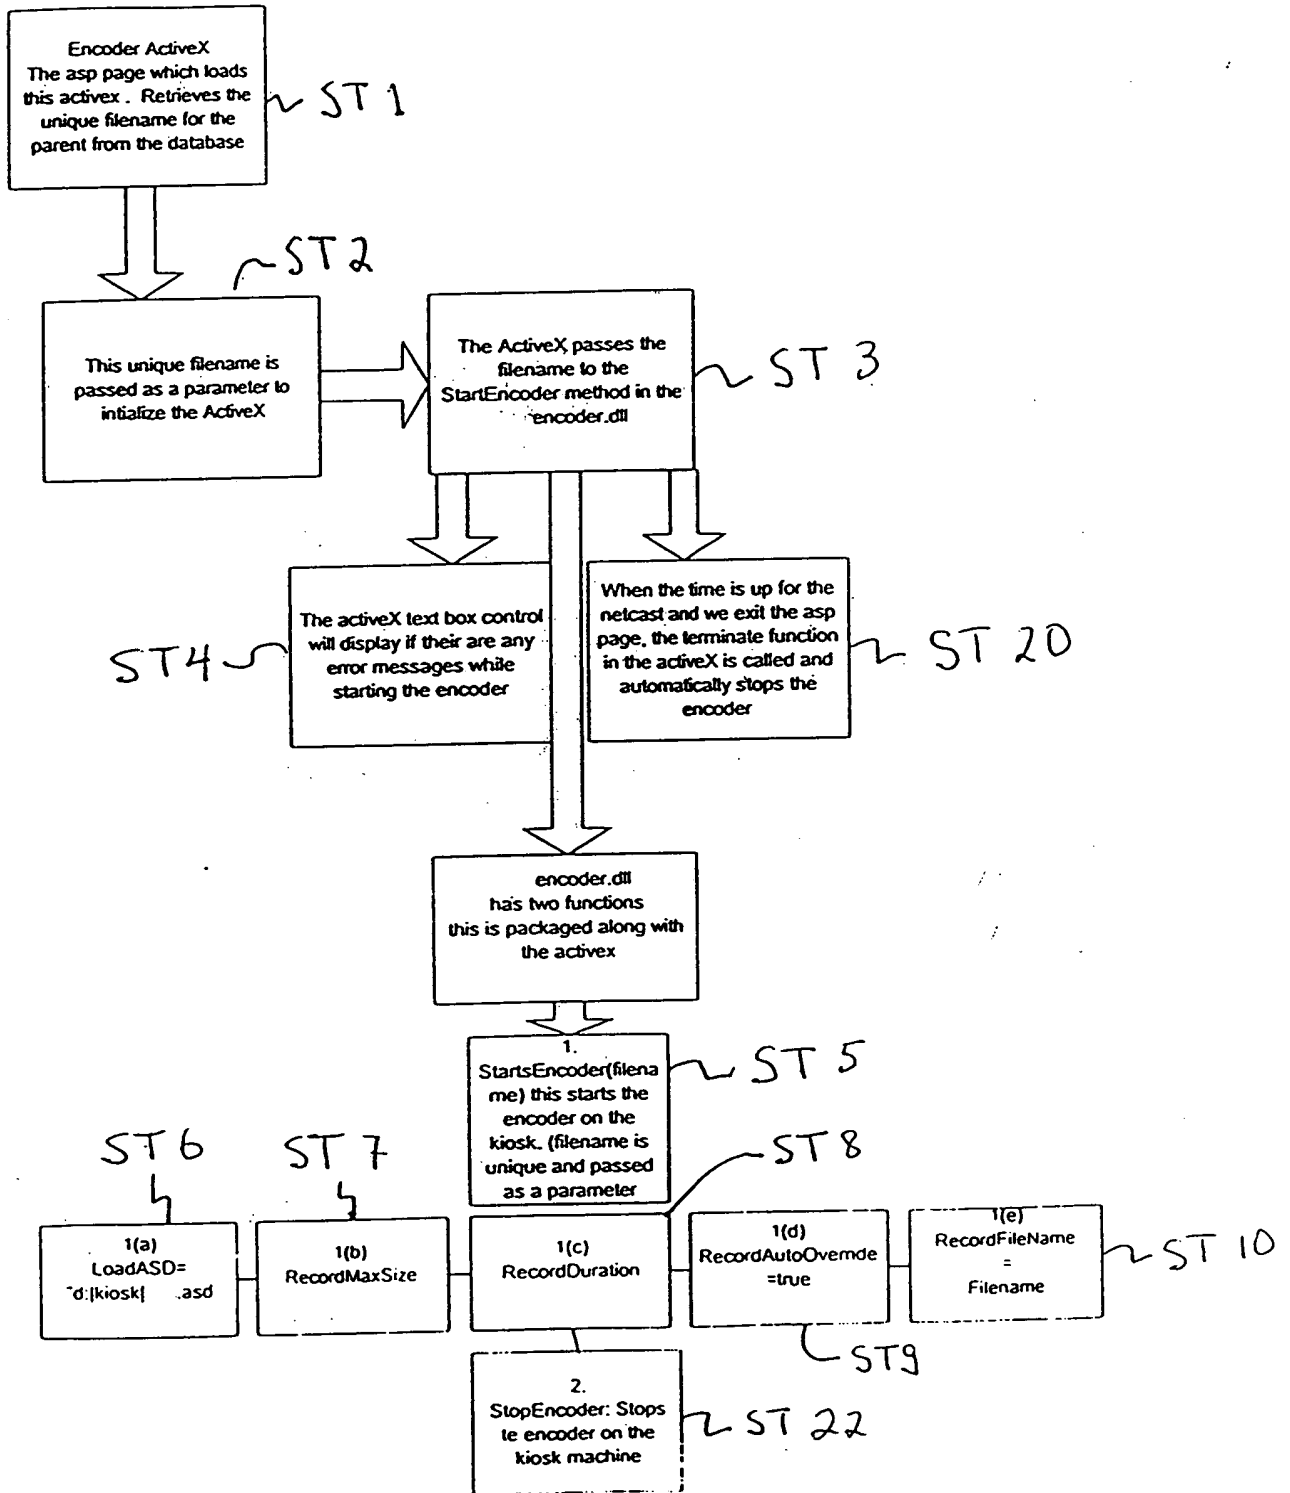 Encoder ActiveX
The asp page which loads
this activex . Retrieves the
unique filename for the
parent from the database
ST 1
ST 2
This unique filename is
passed as a parameter to
intialize the ActiveX
The ActiveX passes the
filename to the
StartEncoder method in the
encoder.dll
ST 3
The activeX text box control
will display if their are any
error messages while
starting the encoder
ST4
When the time is up for the
netcast and we exit the asp
page, the terminate function
in the activeX is called and
automatically stops the
encoder
ST 20
encoder.dll
has two functions
this is packaged along with
the activex
1.
StartsEncoder(filena
me) this starts the
encoder on the
kiosk. (filename is
unique and passed
as a parameter
ST 5
ST 6
ST 7
ST 8
1(a)
LoadASD=
"d:|kiosk| .asd
1(b)
RecordMaxSize
1(c)
RecordDuration
1(d)
RecordAutoOverride
=true
1(e)
RecordFileName
=
Filename
ST 10
ST9
2.
StopEncoder: Stops
te encoder on the
kiosk machine
ST 22